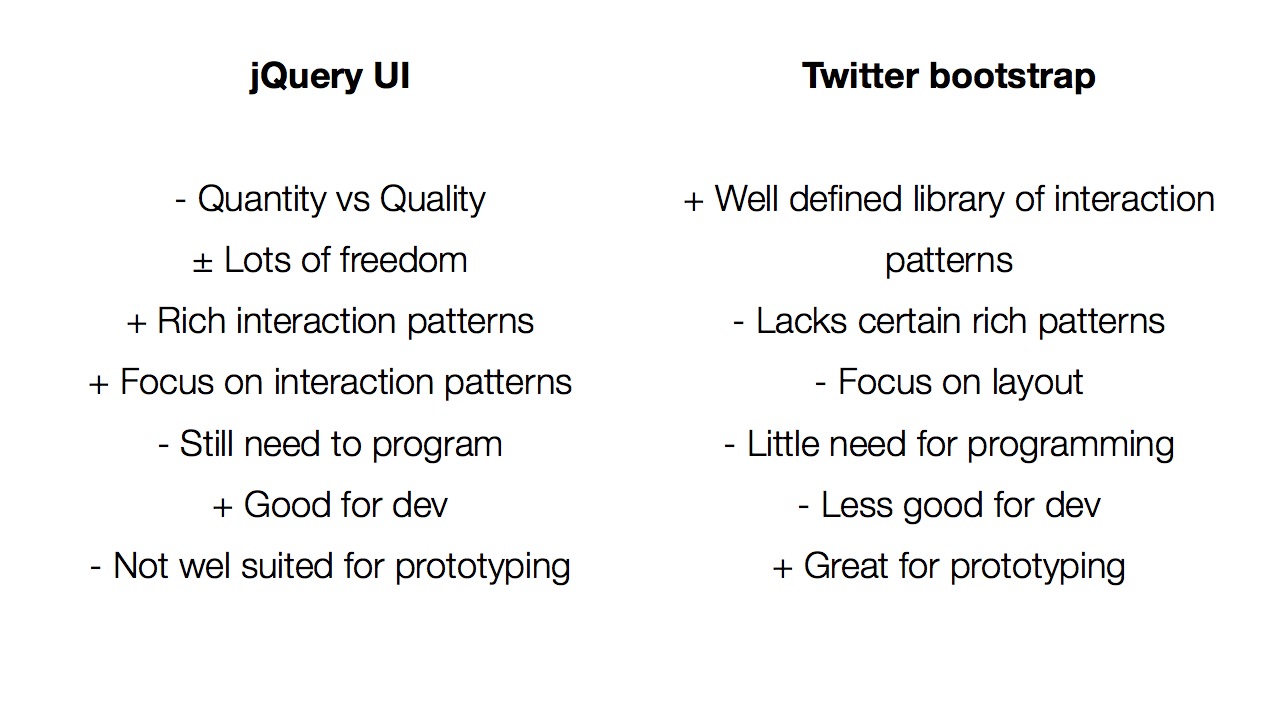 jQuery UI
- Quantity vs Quality
± Lots of freedom
+ Rich interaction patterns
+ Focus on interaction patterns
- Still need to program
+ Good for dev
- Not wel suited for prototyping
Twitter bootstrap
+ Well defined library of interaction
patterns
- Lacks certain rich patterns
- Focus on layout
- Little need for programming
- Less good for dev
+ Great for prototyping